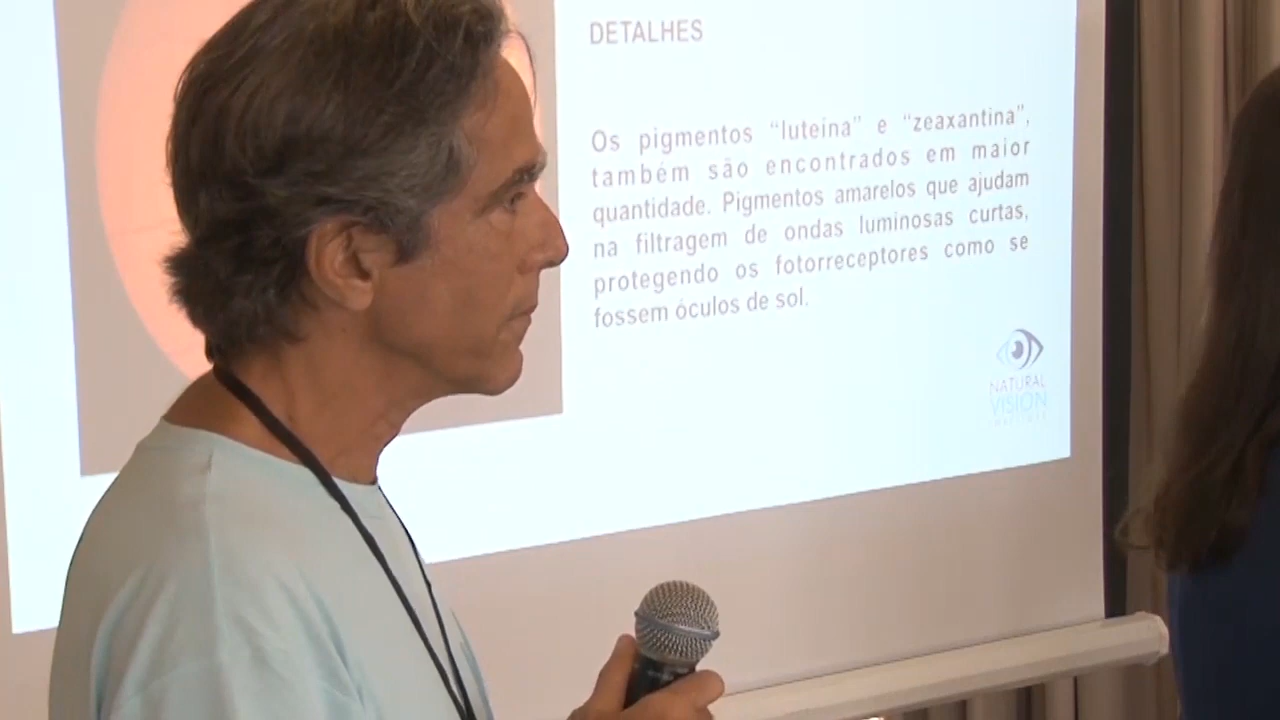 DETALHES
Os pigmentos “luteína” e “zeaxantina”,
também são encontrados em maior
quantidade. Pigmentos amarelos que ajudam
na filtragem de ondas luminosas curtas,
protegendo os fotorreceptores como se
fossem óculos de sol.
NATURAL
VISION